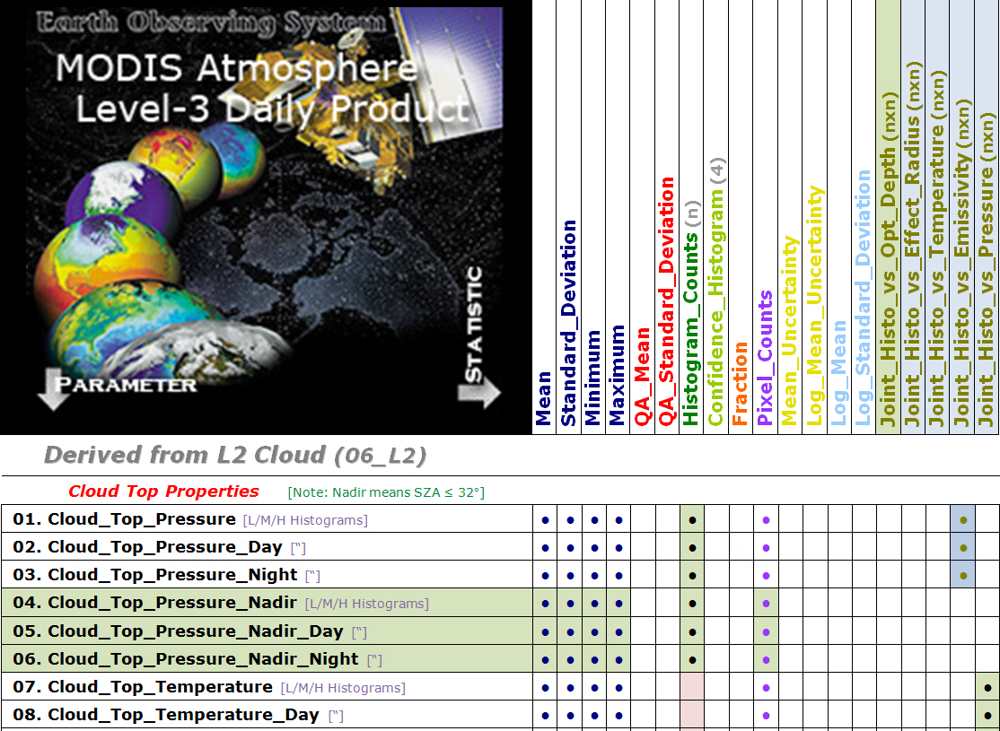 Earth Observing System
MODIS Atmosphere
Level-3 Daily Product
STATISTIC
PARAMETER
Mean
Standard_Deviation
Minimum
Maximum
QA_Mean
QA_Standard_Deviation
Histogram_Counts (n)
Confidence_Histogram (4)
Fraction
Pixel_Counts
Mean_Uncertainty
Log_Mean_Uncertainty
Log_Mean
Log_Standard_Deviation
Joint_Histo_vs_Opt_Depth (nxn)
Joint_Histo_vs_Effect_Radius (nxn)
Joint_Histo_vs_Temperature (nxn)
Joint_Histo_vs_Emissivity (nxn)
Joint_Histo_vs_Pressure (nxn)
Derived from L2 Cloud (06_L2)
Cloud Top Properties [Note: Nadir means SZA ≤ 32°]
01. Cloud_Top_Pressure [L/M/H Histograms] • • • • • • •
02. Cloud_Top_Pressure_Day [“] • • • • • • •
03. Cloud_Top_Pressure_Night [“] • • • • • • •
04. Cloud_Top_Pressure_Nadir [L/M/H Histograms] • • • • • •
05. Cloud_Top_Pressure_Nadir_Day [“] • • • • • •
06. Cloud_Top_Pressure_Nadir_Night [“] • • • • • •
07. Cloud_Top_Temperature [L/M/H Histograms] • • • • • •
08. Cloud_Top_Temperature_Day [“] • • • • • •